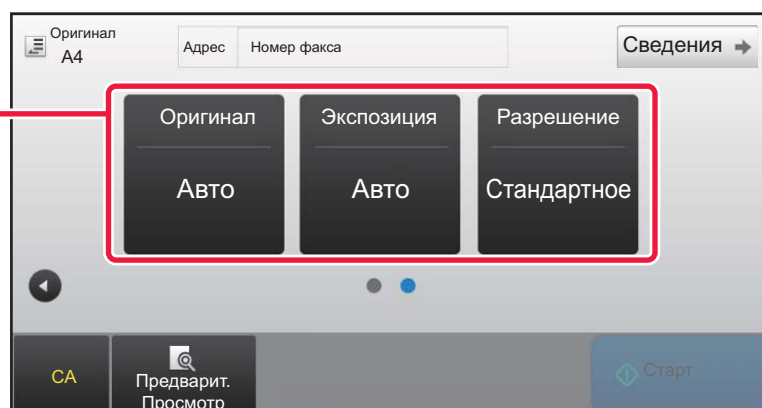 Оригинал
A4
Адрес
Номер факса
Сведения
Оригинал
Экспозиция
Разрешение
Авто
Авто
Стандартное
CA
Предварит.
Просмотр
Старт